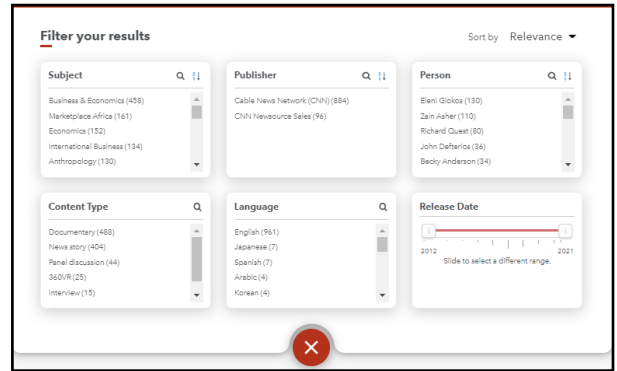 Filter your results
Sort by Relevance
Subject
Business & Economics (458)
Marketplace Africa (161)
Economics (152)
International Business (134)
Anthropology (130)
Publisher
Cable News Network (CNN) (884)
CNN Newsource Sales (96)
Person
Eleni Giokos (130)
Zain Asher (110)
Richard Quest (80)
John Defterios (36)
Becky Anderson (34)
Content Type
Documentary (488)
News story (404)
Panel discussion (44)
360VR (25)
Interview (15)
Language
English (961)
Japanese (7)
Spanish (7)
Arabic (4)
Korean (4)
Release Date
2012 2021
Slide to select a different range.